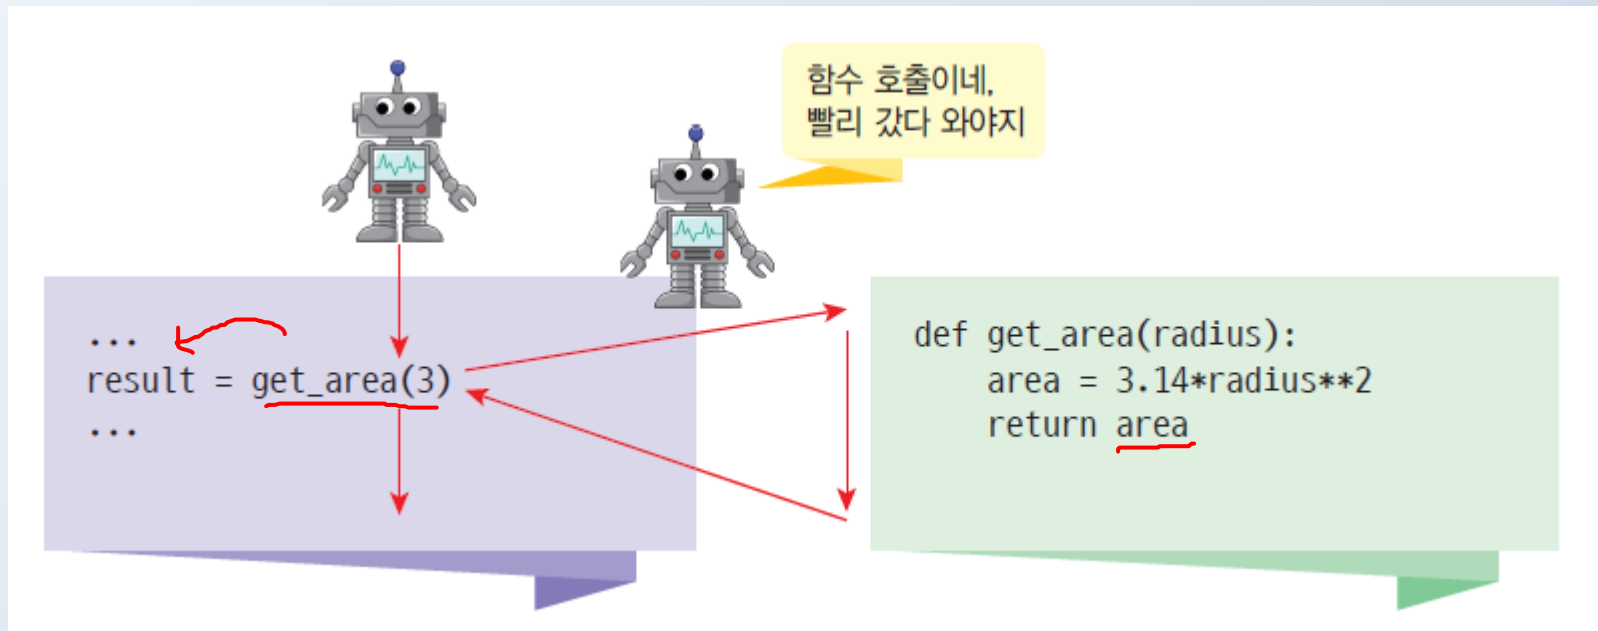 함수 호출이네,
빨리 갔다 와야지
...
result = get_area(3)
...
def get_area(radius):
    area = 3.14*radius**2
    return area